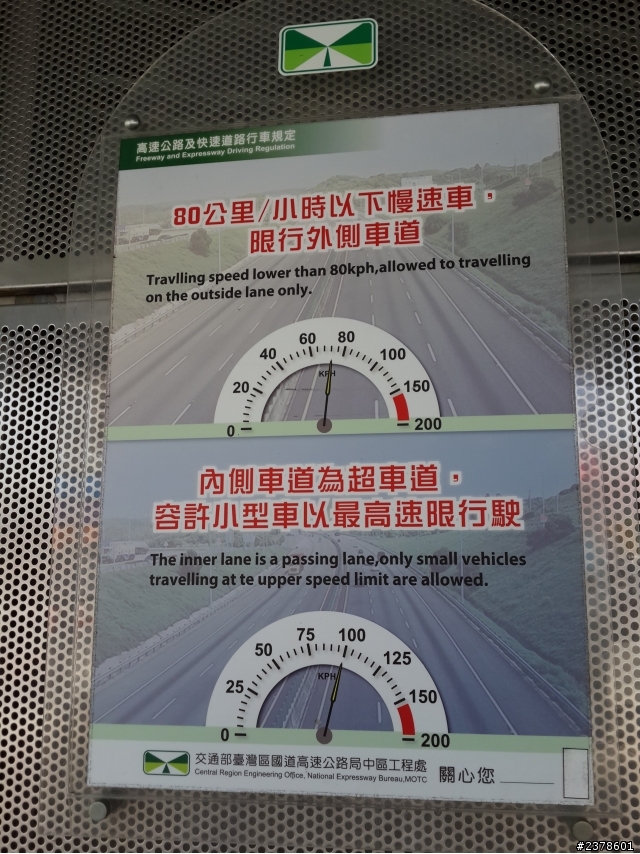 高速公路及快速道路行車規定
Freeway and Expressway Driving Regulation
80公里/小時以下慢速車，
限行外側車道
Travlling speed lower than 80kph,allowed to travelling
on the outside lane only.
0 20 40 60 80 100 150 200
KPH
內側車道為超車道，
容許小型車以最高速限行駛
The inner lane is a passing lane,only small vehicles
travelling at te upper speed limit are allowed.
0 25 50 75 100 125 150 200
KPH
交通部臺灣區國道高速公路局中區工程處
Central Region Engineering Office, National Expressway Bureau,MOTC
關心您
#2378601